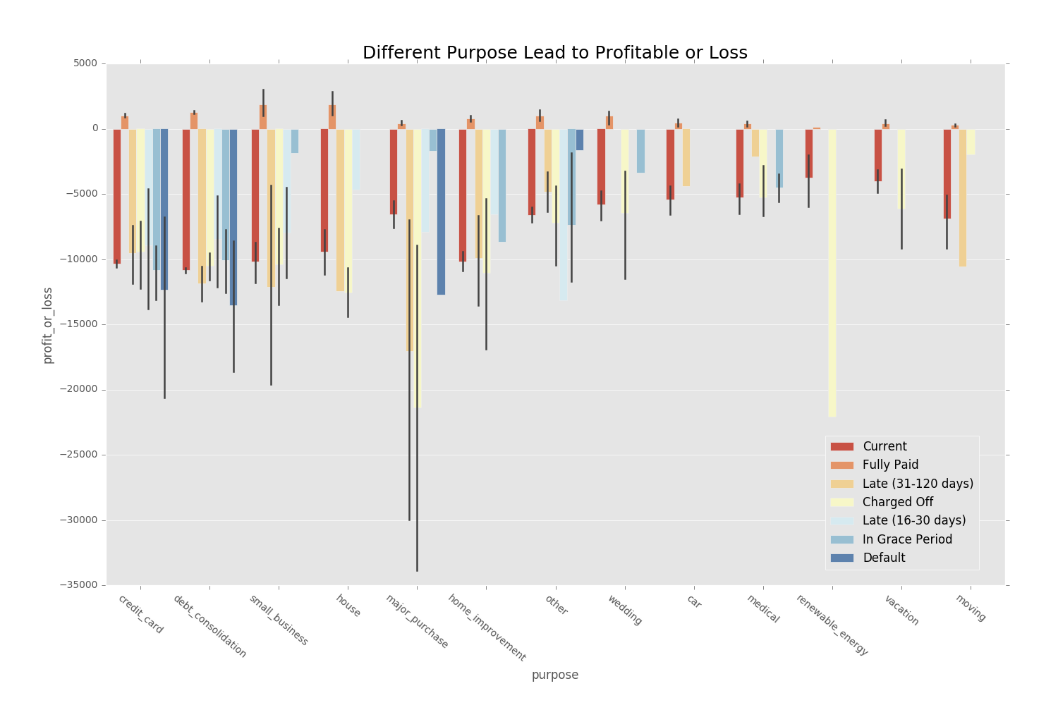 Different Purpose Lead to Profitable or Loss
5000
0
−5000
−10000
−15000
−20000
−25000
−30000
−35000
profit_or_loss
Current
Fully Paid
Late (31-120 days)
Charged Off
Late (16-30 days)
In Grace Period
Default
credit_card
debt_consolidation
small_business
house
major_purchase
home_improvement
other
wedding
car
medical
renewable_energy
vacation
moving
purpose